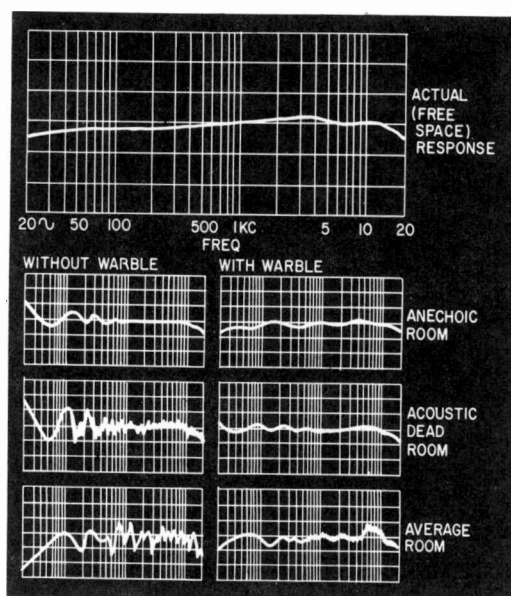 ACTUAL
(FREE
SPACE)
RESPONSE
20~ 50 100 500 1KC 5 10 20
FREQ
WITHOUT WARBLE WITH WARBLE
ANECHOIC
ROOM
ACOUSTIC
DEAD
ROOM
AVERAGE
ROOM